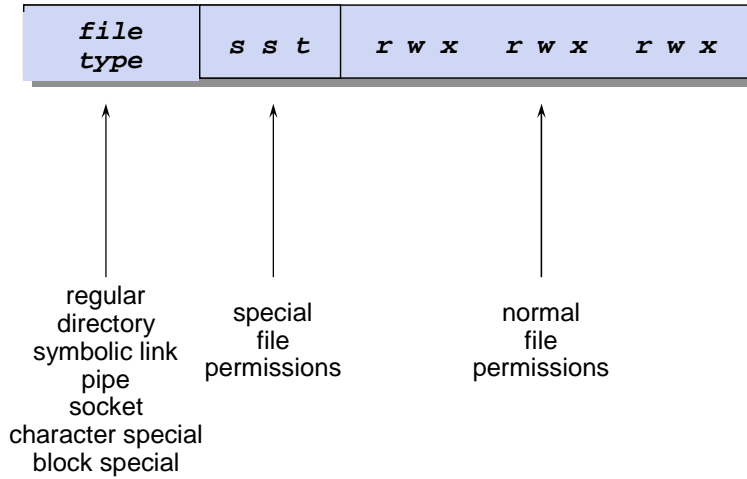 file
type
s s t
r w x r w x r w x
regular
directory
symbolic link
pipe
socket
character special
block special
special
file
permissions
normal
file
permissions